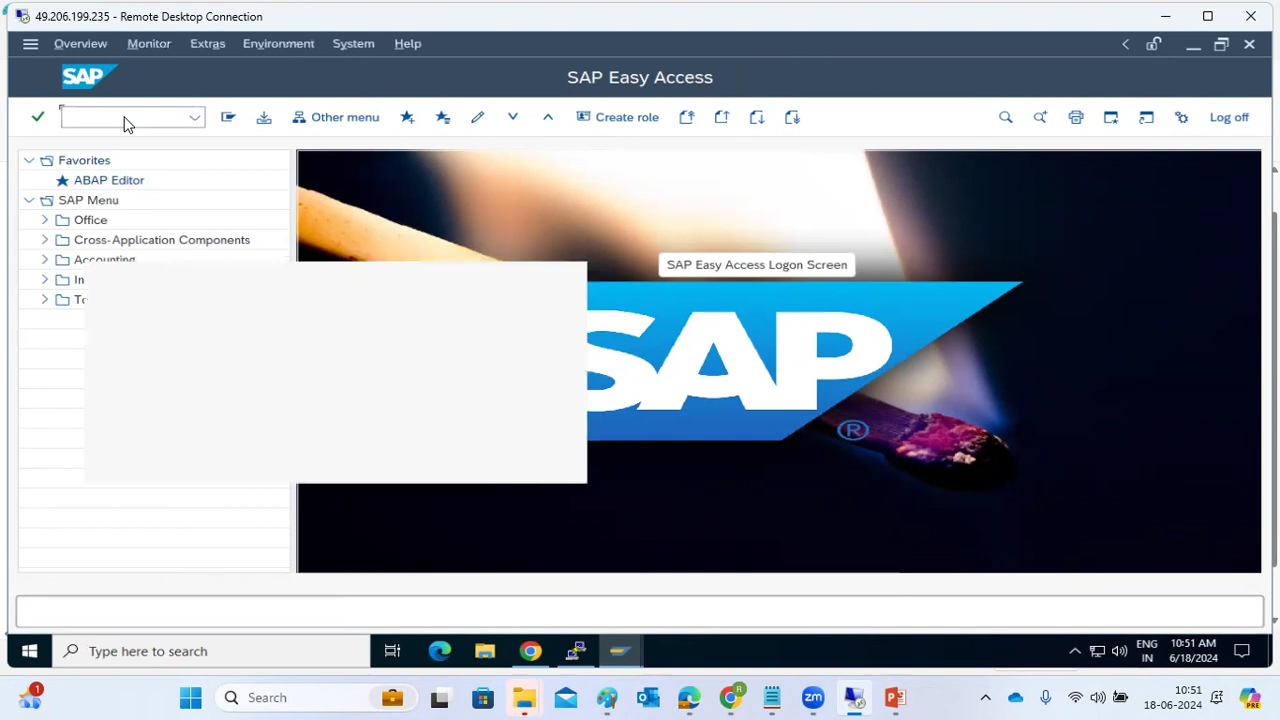 49.206.199.235 - Remote Desktop Connection
Overview Monitor Extras Environment System Help
SAP SAP Easy Access
Other menu Create role Log off
Favorites
ABAP Editor
SAP Menu
Office
Cross-Application Components
Accounting
SAP Easy Access Logon Screen
SAP
®
Type here to search
ENG
IN
10:51 AM
6/18/2024
1
Search
10:51
18-06-2024
PRE